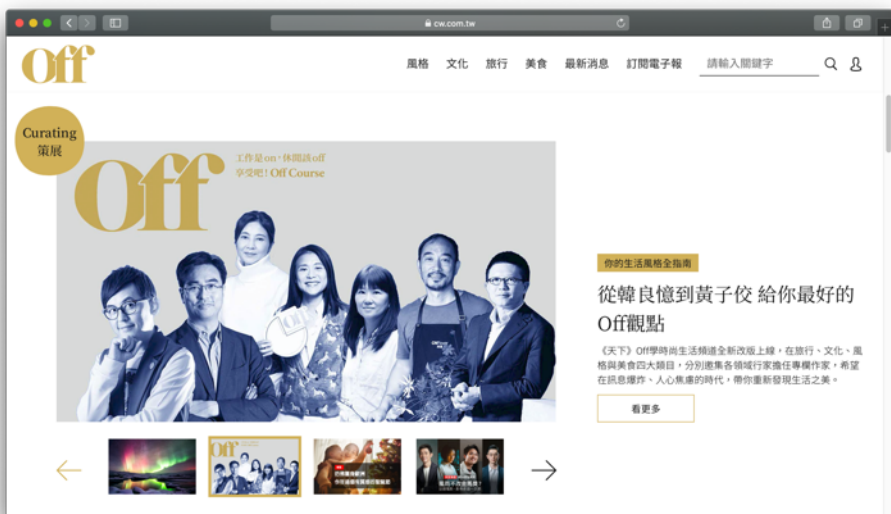 cw.com.tw
Off
風格 文化 旅行 美食 最新消息 訂閱電子報 請輸入關鍵字
Curating
策展
Off
工作是on，休閒該off
享受吧！Off Course
你的生活風格全指南
從韓良憶到黃子佼 給你最好的
Off觀點
《天下》Off學時尚生活頻道全新改版上線，在旅行、文化、風
格與美食四大類目，分別邀集各領域行家擔任專欄作家，希望
在訊息爆炸、人心焦慮的時代，帶你重新發現生活之美。
看更多
Off